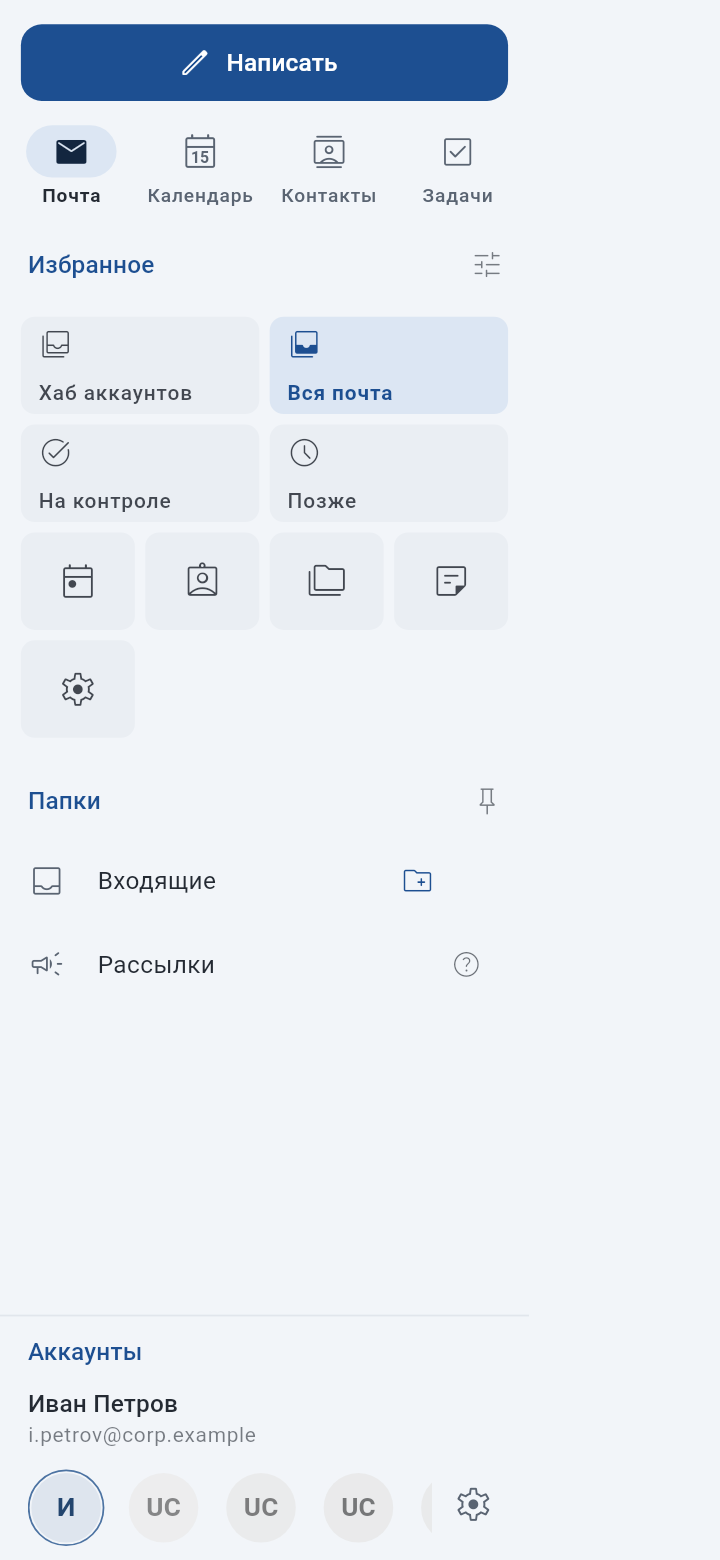 Написать
15
Почта
Календарь
Контакты
Задачи
Избранное
Хаб аккаунтов
Вся почта
На контроле
Позже
Папки
Входящие
Рассылки
?
Аккаунты
Иван Петров
i.petrov@corp.example
И
UC
UC
UC